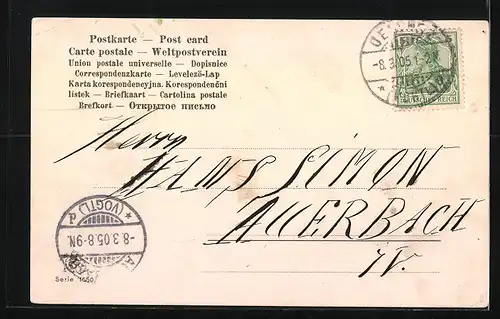 Postkarte — Post card
Carte postale — Weltpostverein
Union postale universelle — Dopisnice
Correspondenzkarte — Levelező-Lap
Karta korespondencyjna. Korespondenční
lístek — Briefkaart — Cartolina postale
Brefkort — Открытое письмо
-8.3.05
DEUTSCHES REICH
Herrn
HANS SIMON
AUERBACH
i/V.
(VOGTL)
-8.3.05.8-9N.
Serie 1650